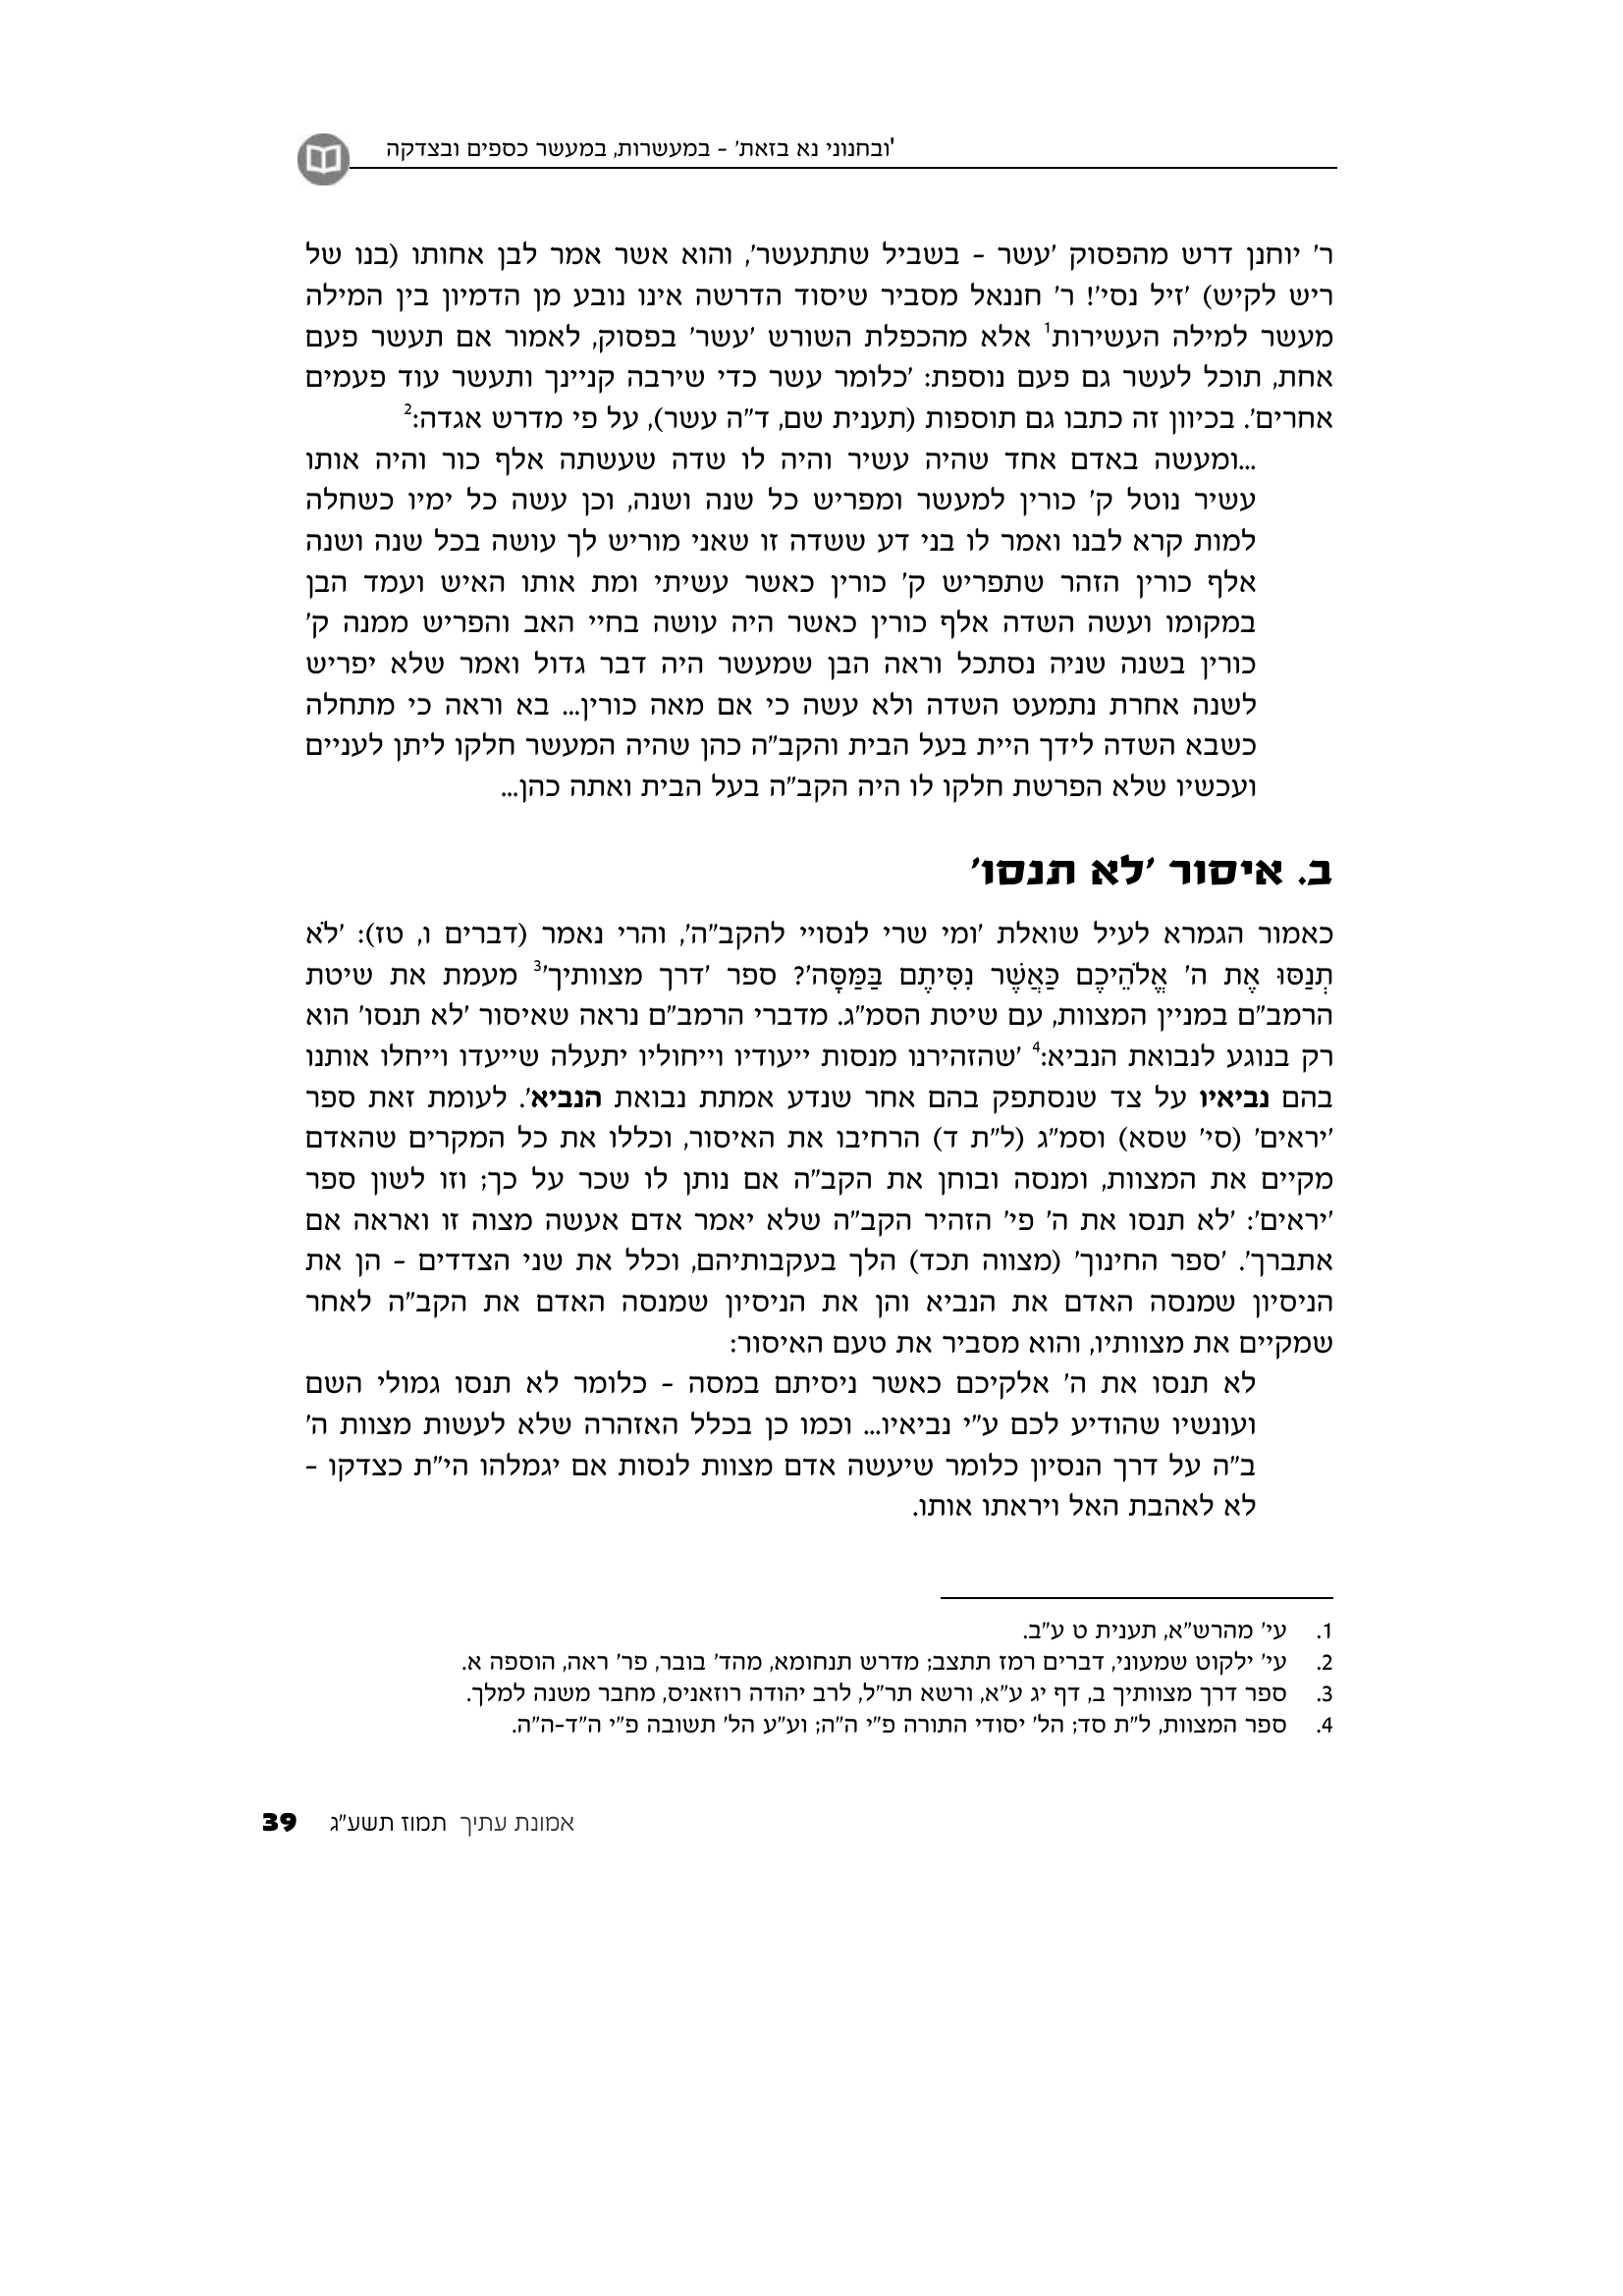 'ובחנוני נא בזאת' – במעשרות, במעשר כספים ובצדקה
ר' יוחנן דרש מהפסוק 'עשר – בשביל שתתעשר', והוא אשר אמר לבן אחותו (בנו של
ריש לקיש) 'זיל נסי'! ר' חננאל מסביר שיסוד הדרשה אינו נובע מן הדמיון בין המילה
מעשר למילה העשירות1 אלא מהכפלת השורש 'עשר' בפסוק, לאמור אם תעשר פעם
אחת, תוכל לעשר גם פעם נוספת: 'כלומר עשר כדי שירבה קניינך ותעשר עוד פעמים
אחרים'. בכיוון זה כתבו גם תוספות (תענית שם, ד"ה עשר), על פי מדרש אגדה:2
...ומעשה באדם אחד שהיה עשיר והיה לו שדה שעשתה אלף כור והיה אותו
עשיר נוטל ק' כורין למעשר ומפריש כל שנה ושנה, וכן עשה כל ימיו כשחלה
למות קרא לבנו ואמר לו בני דע ששדה זו שאני מוריש לך עושה בכל שנה ושנה
אלף כורין הזהר שתפריש ק' כורין כאשר עשיתי ומת אותו האיש ועמד הבן
במקומו ועשה השדה אלף כורין כאשר היה עושה בחיי האב והפריש ממנה ק'
כורין בשנה שניה נסתכל וראה הבן שמעשר היה דבר גדול ואמר שלא יפריש
לשנה אחרת נתמעט השדה ולא עשה כי אם מאה כורין... בא וראה כי מתחלה
כשבא השדה לידך היית בעל הבית והקב"ה כהן שהיה המעשר חלקו ליתן לעניים
ועכשיו שלא הפרשת חלקו לו היה הקב"ה בעל הבית ואתה כהן...
ב. איסור 'לא תנסו'
כאמור הגמרא לעיל שואלת 'ומי שרי לנסויי להקב"ה', והרי נאמר (דברים ו, טז): 'לֹא
תְנַסּוּ אֶת ה' אֱלֹהֵיכֶם כַּאֲשֶׁר נִסִּיתֶם בַּמַּסָּה'? ספר 'דרך מצוותיך'3 מעמת את שיטת
הרמב"ם במניין המצוות, עם שיטת הסמ"ג. מדברי הרמב"ם נראה שאיסור 'לא תנסו' הוא
רק בנוגע לנבואת הנביא:4 'שהזהירנו מנסות ייעודיו וייחוליו יתעלה שייעדו וייחלו אותנו
בהם נביאיו על צד שנסתפק בהם אחר שנדע אמתת נבואת הנביא'. לעומת זאת ספר
'יראים' (סי' שסא) וסמ"ג (ל"ת ד) הרחיבו את האיסור, וכללו את כל המקרים שהאדם
מקיים את המצוות, ומנסה ובוחן את הקב"ה אם נותן לו שכר על כך; וזו לשון ספר
'יראים': 'לא תנסו את ה' פי' הזהיר הקב"ה שלא יאמר אדם אעשה מצוה זו ואראה אם
אתברך'. 'ספר החינוך' (מצווה תכד) הלך בעקבותיהם, וכלל את שני הצדדים – הן את
הניסיון שמנסה האדם את הנביא והן את הניסיון שמנסה האדם את הקב"ה לאחר
שמקיים את מצוותיו, והוא מסביר את טעם האיסור:
לא תנסו את ה' אלקיכם כאשר ניסיתם במסה – כלומר לא תנסו גמולי השם
ועונשיו שהודיע לכם ע"י נביאיו... וכמו כן בכלל האזהרה שלא לעשות מצוות ה'
ב"ה על דרך הנסיון כלומר שיעשה אדם מצוות לנסות אם יגמלהו הי"ת כצדקו –
לא לאהבת האל ויראתו אותו.
1. עי' מהרש"א, תענית ט ע"ב.
2. עי' ילקוט שמעוני, דברים רמז תתצב; מדרש תנחומא, מהד' בובר, פר' ראה, הוספה א.
3. ספר דרך מצוותיך ב, דף יג ע"א, ורשא תר"ל, לרב יהודה רוזאניס, מחבר משנה למלך.
4. ספר המצוות, ל"ת סד; הל' יסודי התורה פ"י ה"ה; וע"ע הל' תשובה פ"י ה"ד-ה"ה.
אמונת עתיך תמוז תשע"ג 39